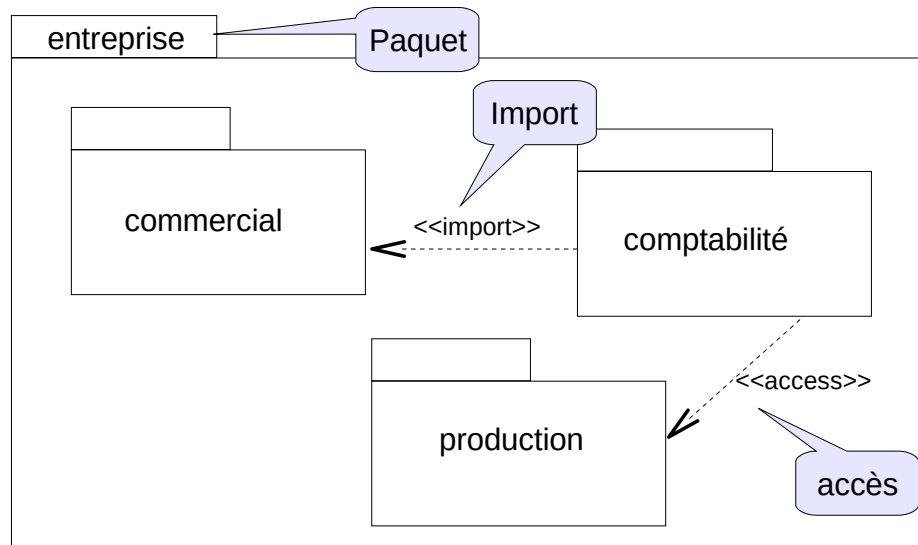 entreprise
Paquet
Import
commercial
<<import>>
comptabilité
<<access>>
production
accès